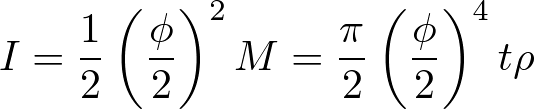 I = \frac{1}{2} \left( \frac{\phi}{2} \right)^2 M = \frac{\pi}{2} \left( \frac{\phi}{2} \right)^4 t\rho